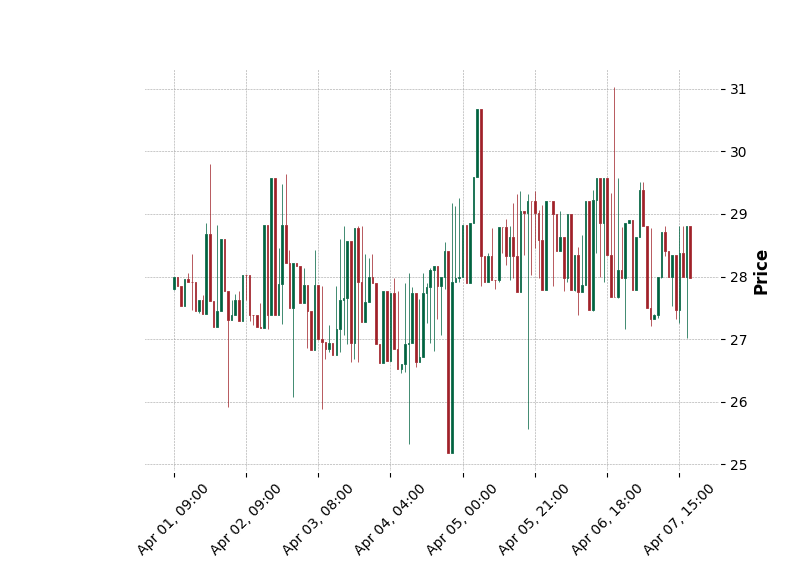 31
30
29
28
27
26
25
Price
Apr 01, 09:00
Apr 02, 09:00
Apr 03, 08:00
Apr 04, 04:00
Apr 05, 00:00
Apr 05, 21:00
Apr 06, 18:00
Apr 07, 15:00